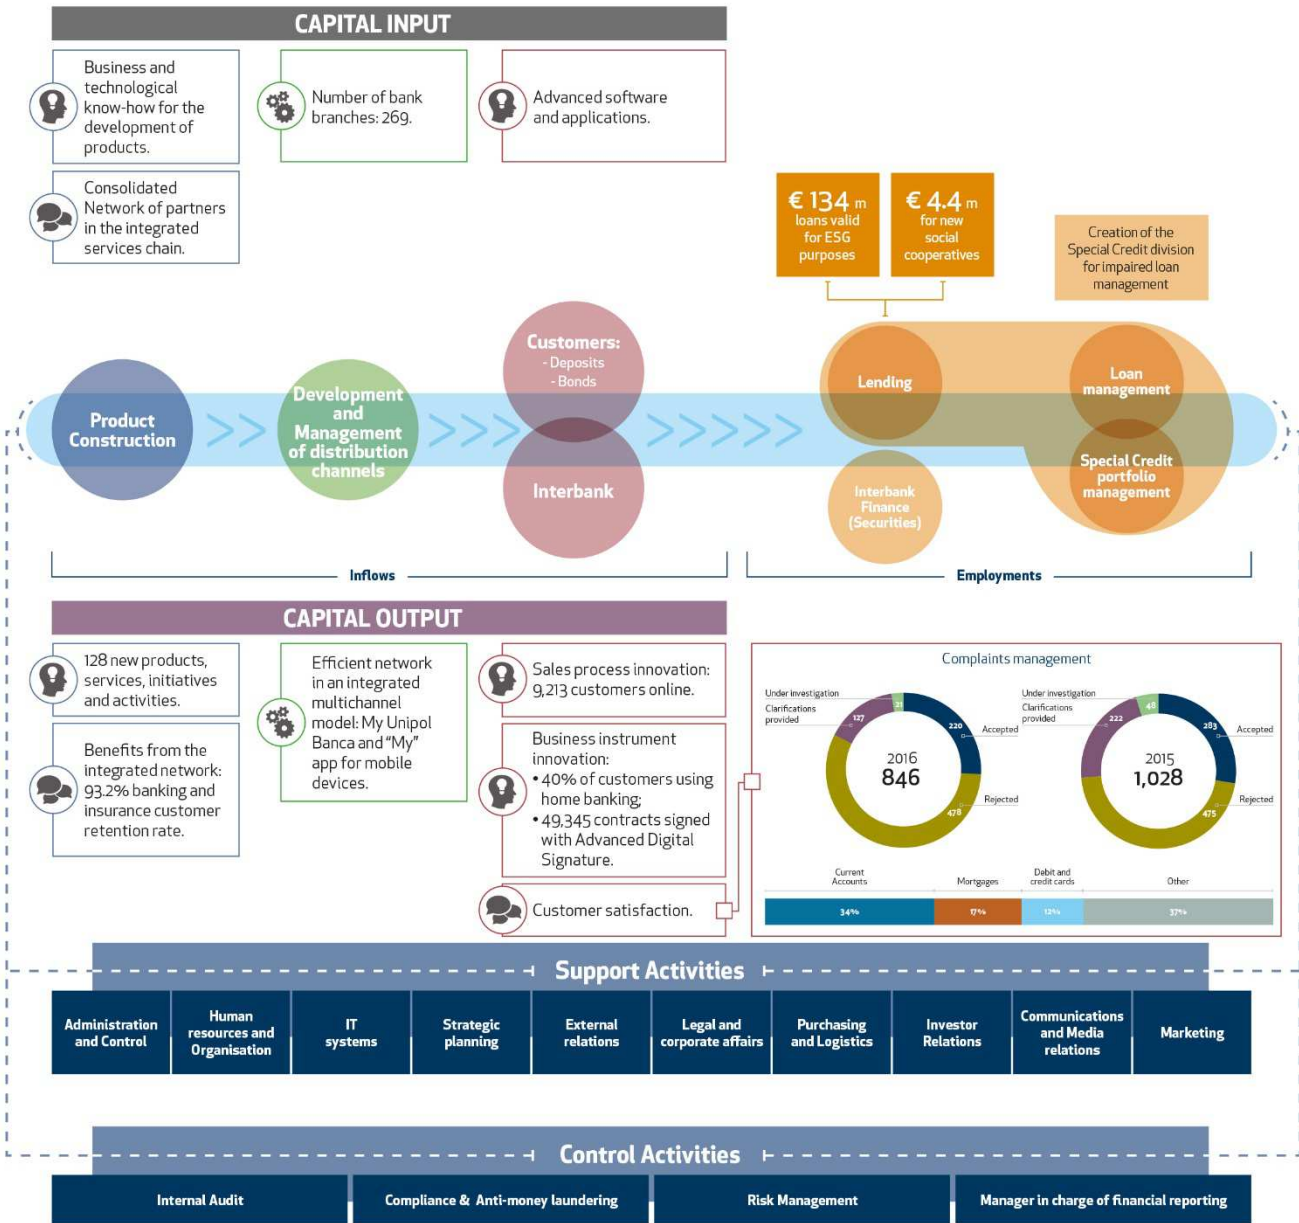 CAPITAL INPUT
Business and
technological
know-how for the
development of
products.
Number of bank
branches: 269.
Advanced software
and applications.
Consolidated
Network of partners
in the integrated
services chain.
€ 134 m
loans valid
for ESG
purposes
€ 4.4 m
for new
social
cooperatives
Creation of the
Special Credit division
for impaired loan
management
Product
Construction
Development
and
Management
of distribution
channels
Customers:
- Deposits
- Bonds
Interbank
Lending
Interbank
Finance
(Securities)
Loan
management
Special Credit
portfolio
management
Inflows
Employments
CAPITAL OUTPUT
128 new products,
services, initiatives
and activities.
Benefits from the
integrated network:
93.2% banking and
insurance customer
retention rate.
Efficient network
in an integrated
multichannel
model: My Unipol
Banca and “My”
app for mobile
devices.
Sales process innovation:
9,213 customers online.
Business instrument
innovation:
• 40% of customers using
home banking;
• 49,345 contracts signed
with Advanced Digital
Signature.
Customer satisfaction.
Complaints management
Under investigation
Clarifications
provided
127
21
220
Accepted
2016
846
Rejected
478
Under investigation
Clarifications
provided
222
48
283
Accepted
2015
1,028
Rejected
475
Current
Accounts
Mortgages
Debit and
credit cards
Other
34%
17%
12%
37%
Support Activities
Administration
and Control
Human
resources and
Organisation
IT
systems
Strategic
planning
External
relations
Legal and
corporate affairs
Purchasing
and Logistics
Investor
Relations
Communications
and Media
relations
Marketing
Control Activities
Internal Audit
Compliance & Anti-money laundering
Risk Management
Manager in charge of financial reporting